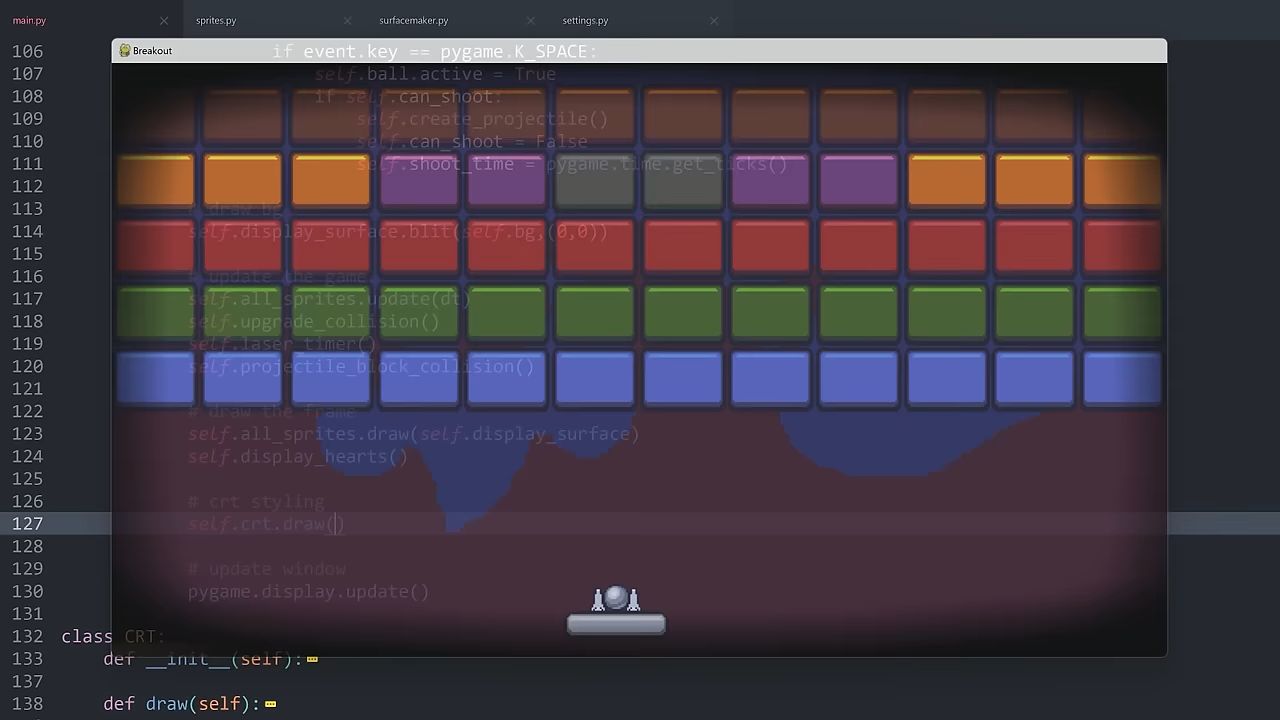 main.py sprites.py surfacemaker.py settings.py
Breakout
106 if event.key == pygame.K_SPACE:
107 self.ball.active = True
108 if self.can_shoot:
109 self.create_projectile()
110 self.can_shoot = False
111 self.shoot_time = pygame.time.get_ticks()
112
113 # draw bg
114 self.display_surface.blit(self.bg,(0,0))
115
116 # update the game
117 self.all_sprites.update(dt)
118 self.upgrade_collision()
119 self.laser_timer()
120 self.projectile_block_collision()
121
122 # draw the frame
123 self.all_sprites.draw(self.display_surface)
124 self.display_hearts()
125
126 # crt styling
127 self.crt.draw()
128
129 # update window
130 pygame.display.update()
131
132 class CRT:
133 def __init__(self):
137
138 def draw(self):